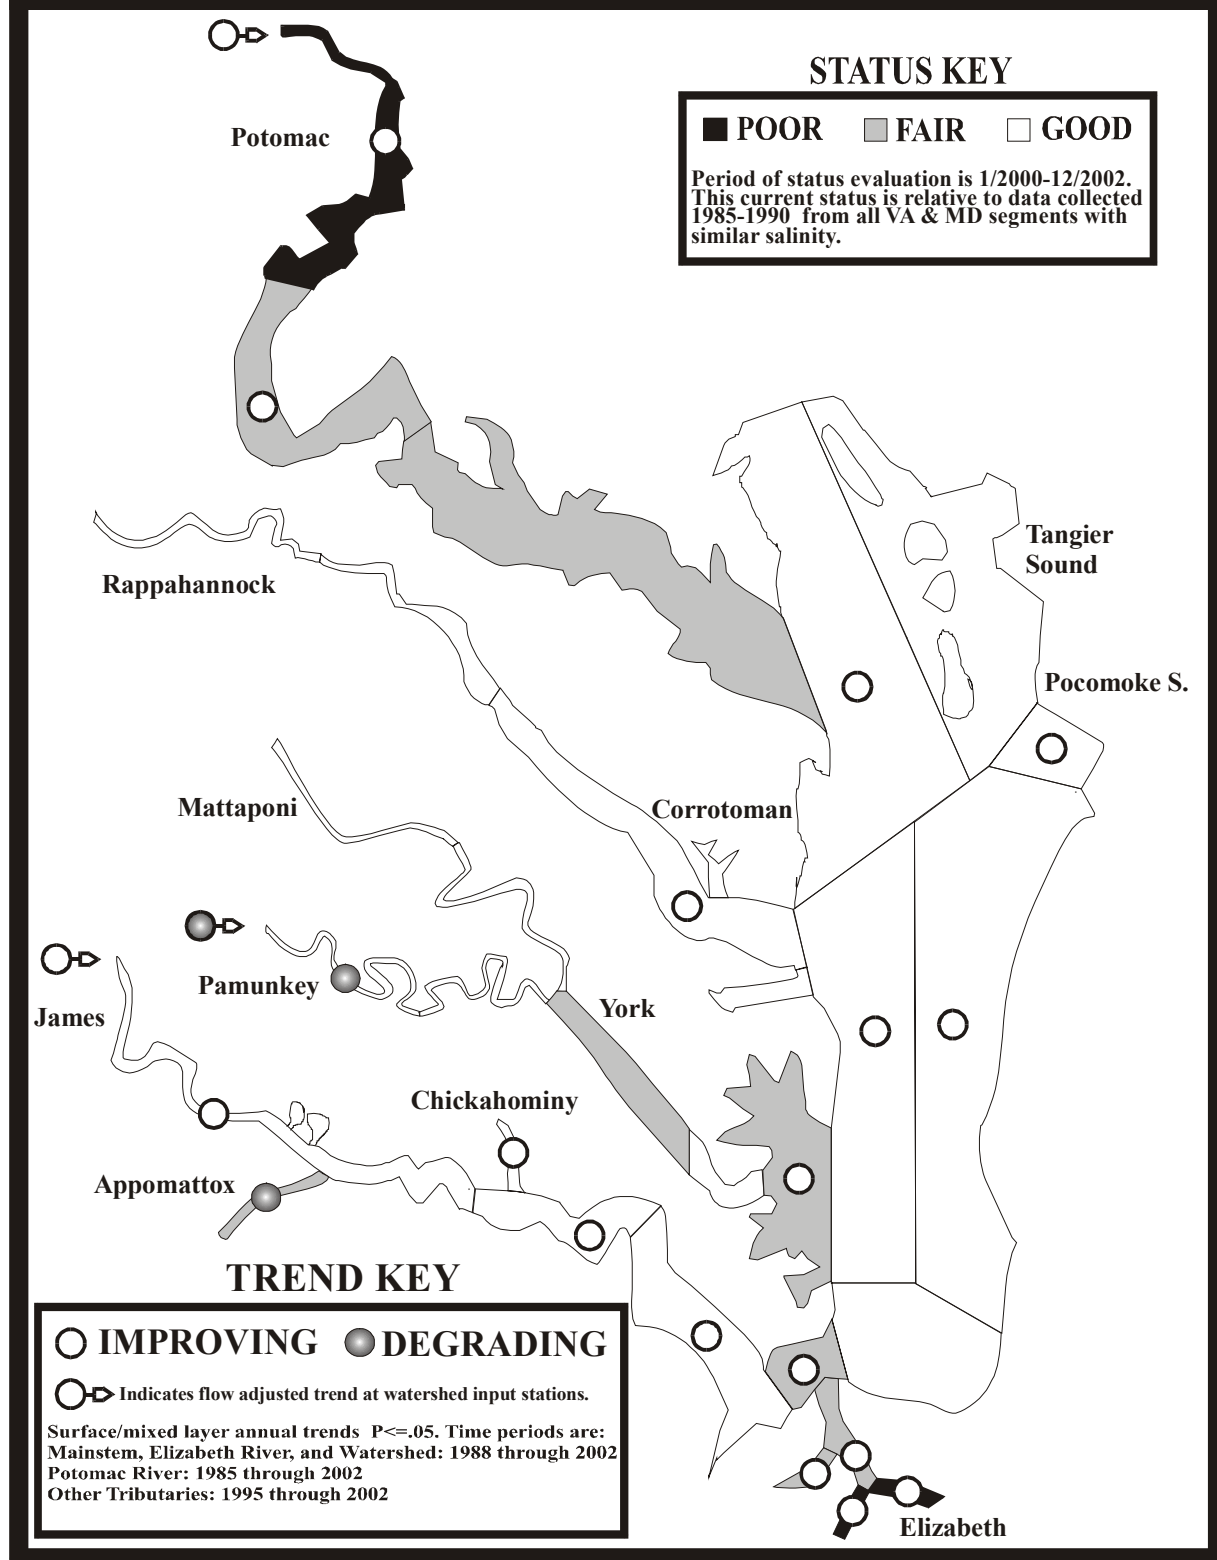 STATUS KEY
POOR FAIR GOOD
Period of status evaluation is 1/2000-12/2002.
This current status is relative to data collected
1985-1990 from all VA & MD segments with
similar salinity.
Potomac
Tangier
Sound
Rappahannock
Pocomoke S.
Mattaponi
Corrotoman
Pamunkey
York
James
Chickahominy
Appomattox
TREND KEY
IMPROVING DEGRADING
Indicates flow adjusted trend at watershed input stations.
Surface/mixed layer annual trends P<=.05. Time periods are:
Mainstem, Elizabeth River, and Watershed: 1988 through 2002
Potomac River: 1985 through 2002
Other Tributaries: 1995 through 2002
Elizabeth